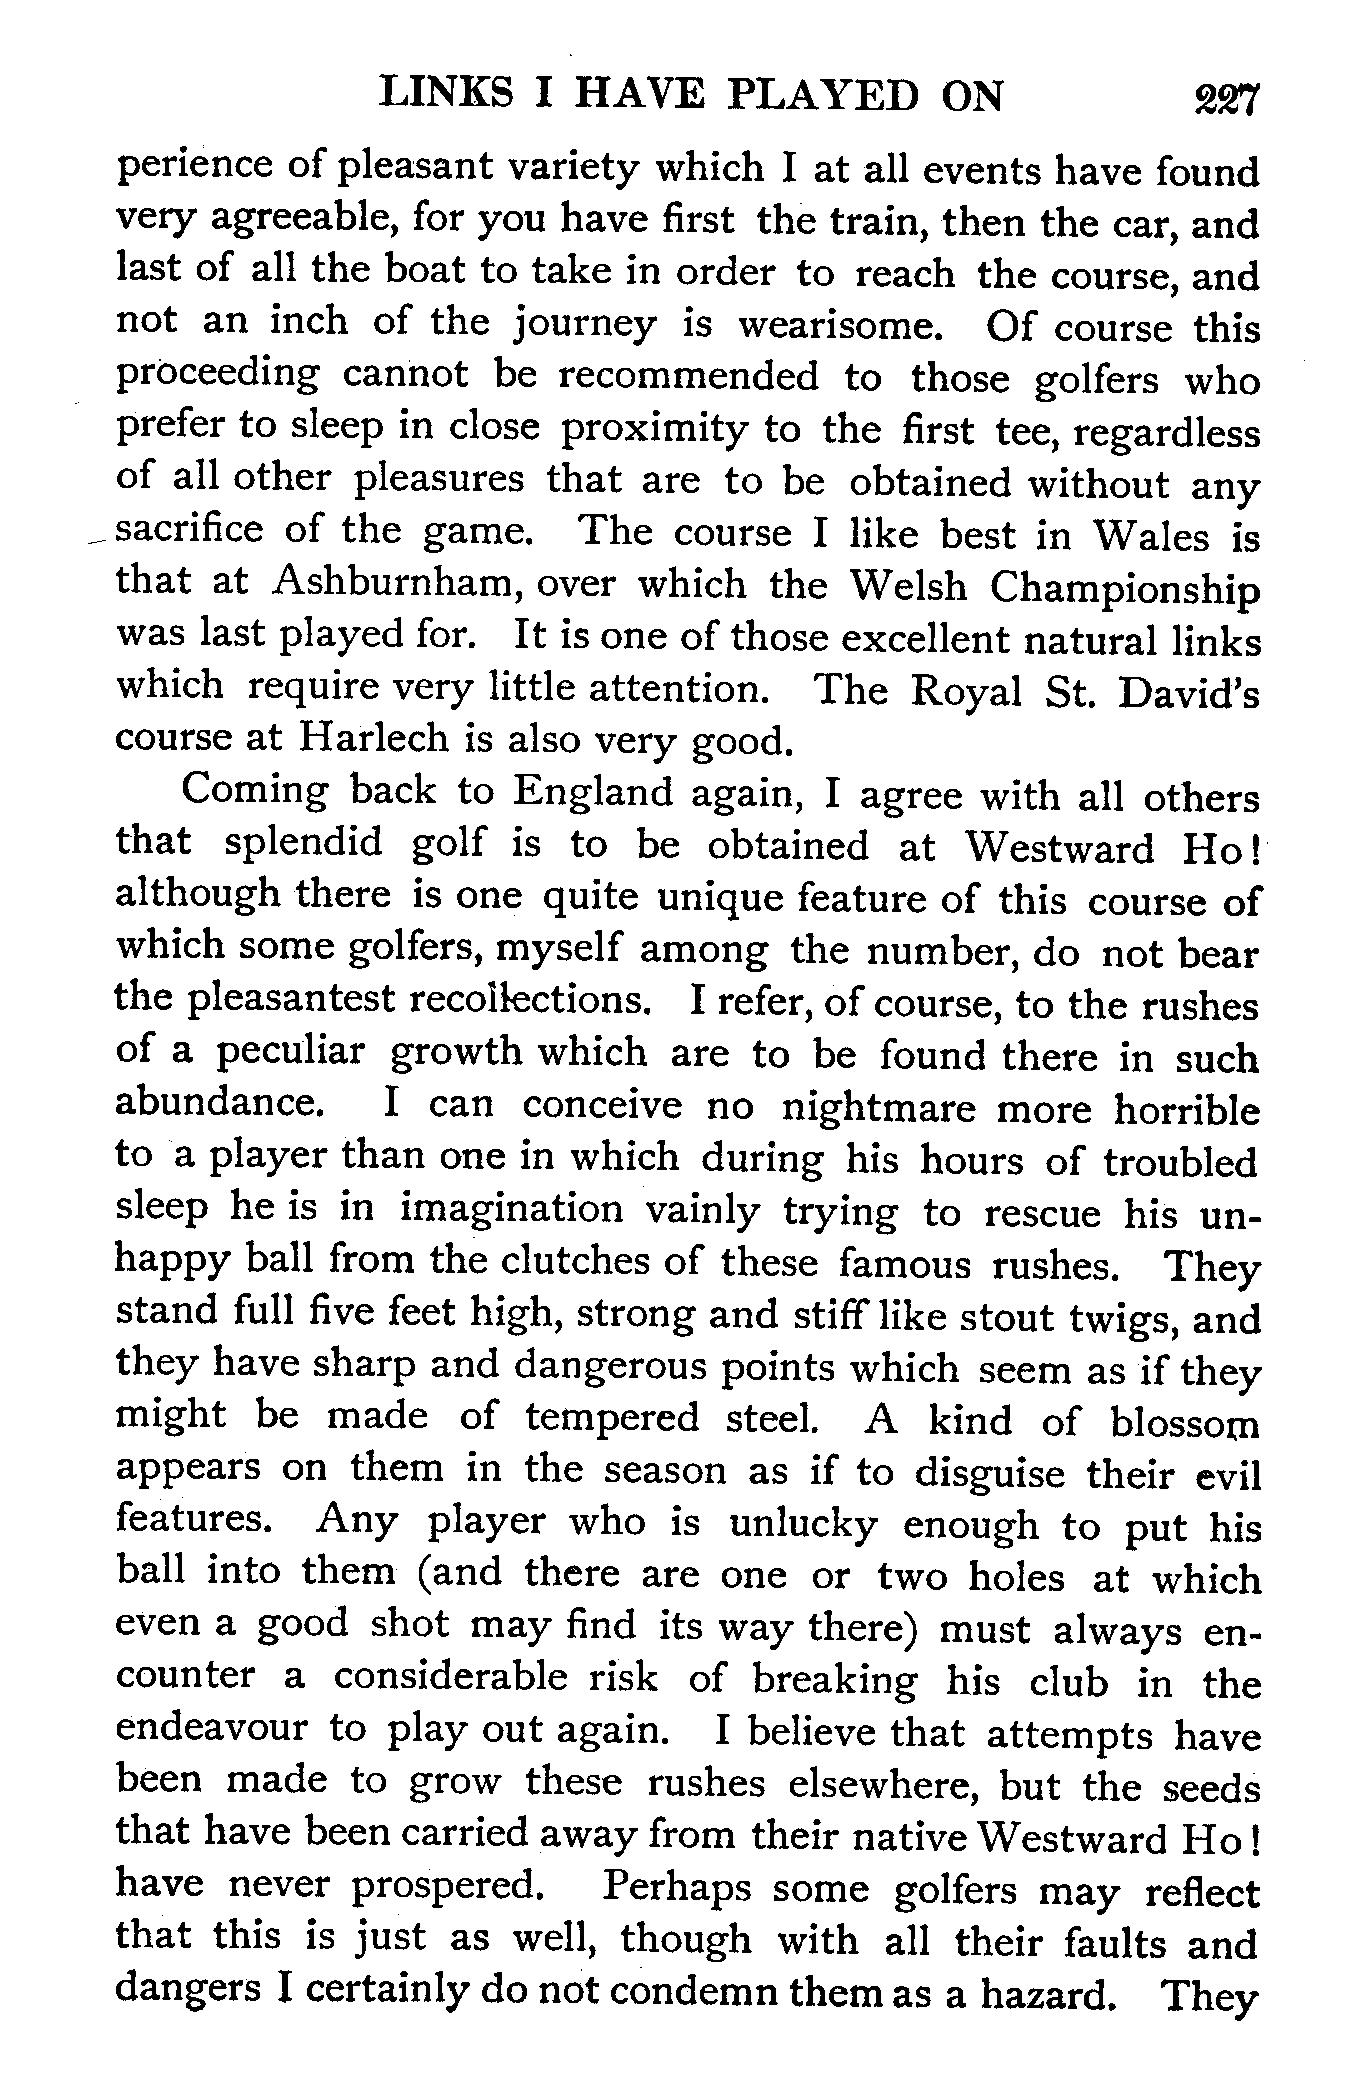 LINKS I HAVE PLAYED ON 227
perience of pleasant variety which I at all events have found
very agreeable, for you have first the train, then the car, and
last of all the boat to take in order to reach the course, and
not an inch of the journey is wearisome. Of course this
proceeding cannot be recommended to those golfers who
prefer to sleep in close proximity to the first tee, regardless
of all other pleasures that are to be obtained without any
sacrifice of the game. The course I like best in Wales is
that at Ashburnham, over which the Welsh Championship
was last played for. It is one of those excellent natural links
which require very little attention. The Royal St. David's
course at Harlech is also very good.
Coming back to England again, I agree with all others
that splendid golf is to be obtained at Westward Ho!
although there is one quite unique feature of this course of
which some golfers, myself among the number, do not bear
the pleasantest recollections. I refer, of course, to the rushes
of a peculiar growth which are to be found there in such
abundance. I can conceive no nightmare more horrible
to a player than one in which during his hours of troubled
sleep he is in imagination vainly trying to rescue his un-
happy ball from the clutches of these famous rushes. They
stand full five feet high, strong and stiff like stout twigs, and
they have sharp and dangerous points which seem as if they
might be made of tempered steel. A kind of blossom
appears on them in the season as if to disguise their evil
features. Any player who is unlucky enough to put his
ball into them (and there are one or two holes at which
even a good shot may find its way there) must always en-
counter a considerable risk of breaking his club in the
endeavour to play out again. I believe that attempts have
been made to grow these rushes elsewhere, but the seeds
that have been carried away from their native Westward Ho!
have never prospered. Perhaps some golfers may reflect
that this is just as well, though with all their faults and
dangers I certainly do not condemn them as a hazard. They